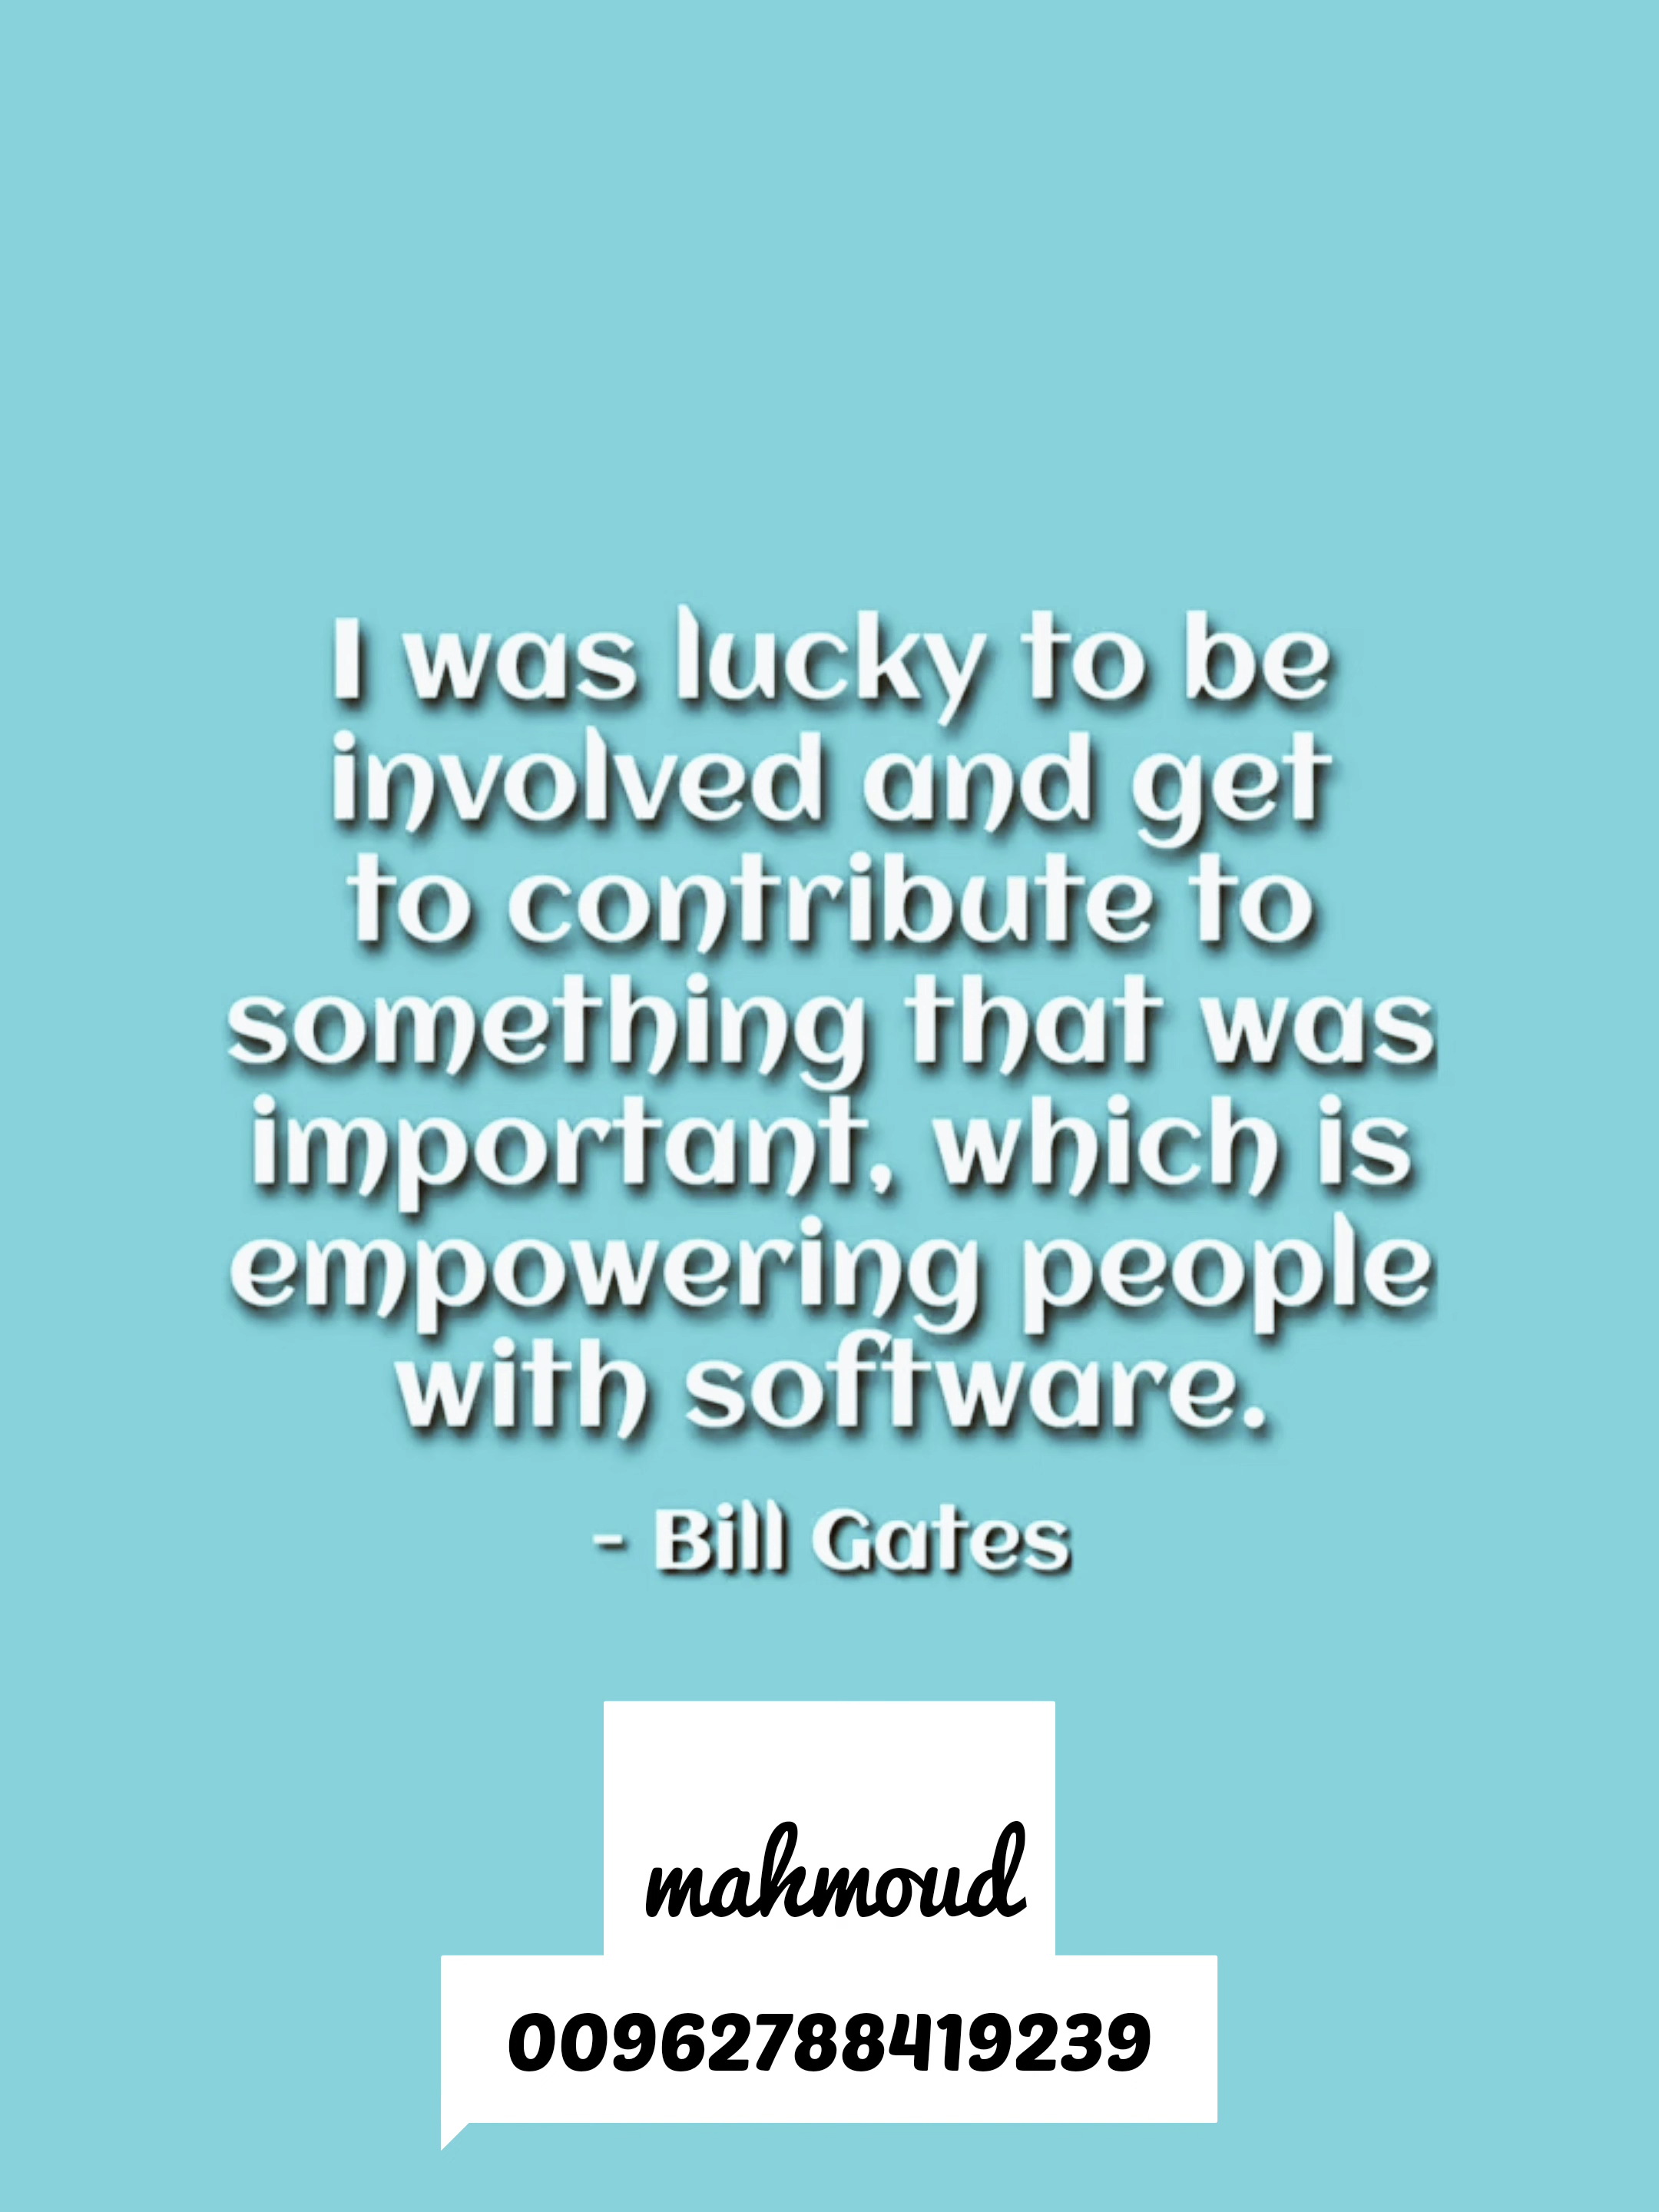 I was lucky to be
involved and get
to contribute to
something that was
important, which is
empowering people
with software.
- Bill Gates
mahmoud
00962788419239